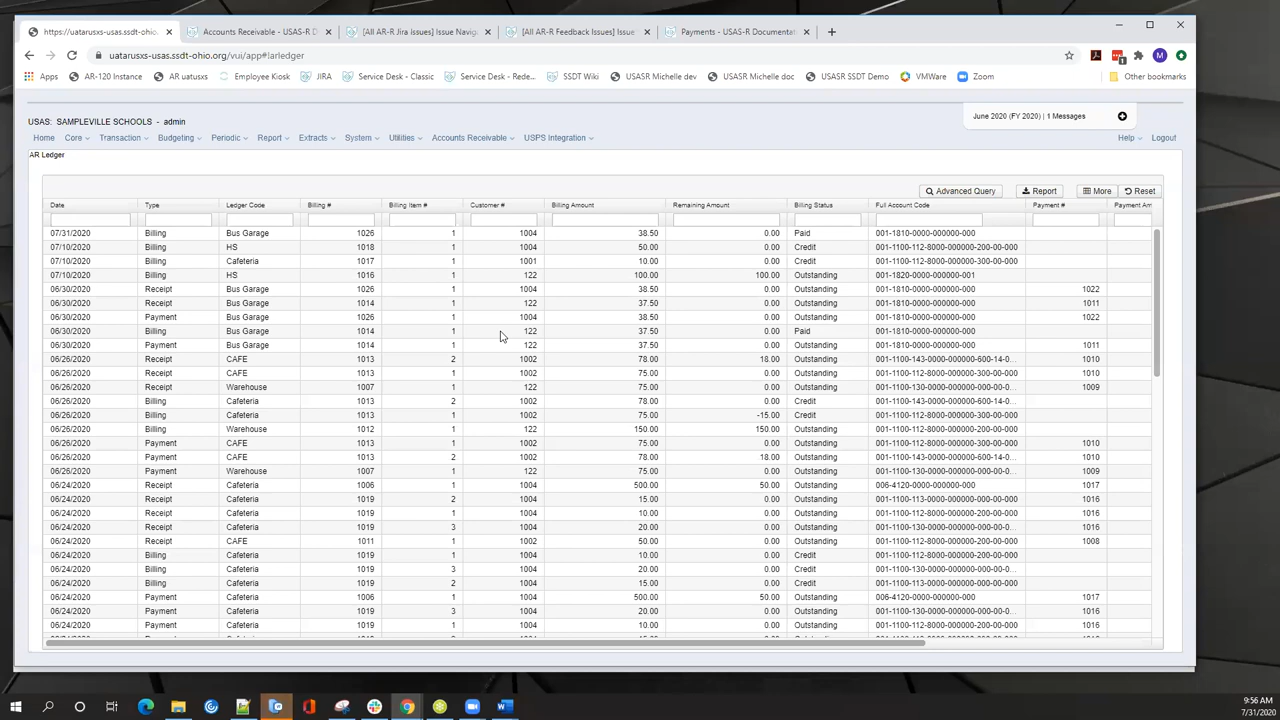 https://uatarusxs-usas.ssdt-ohio. × Accounts Receivable - USAS-R D × [All AR-R Jira issues] Issue Navig × [All AR-R Feedback Issues] Issue × Payments - USAS-R Documentat × +
uatarusxs-usas.ssdt-ohio.org/vui/app#!arledger
Apps AR-120 Instance AR uatusxs Employee Kiosk JIRA Service Desk - Classic Service Desk - Rede... SSDT Wiki USASR Michelle dev USASR Michelle doc USASR SSDT Demo VMWare Zoom Other bookmarks
USAS: SAMPLEVILLE SCHOOLS - admin
June 2020 (FY 2020) | 1 Messages
Home Core Transaction Budgeting Periodic Report Extracts System Utilities Accounts Receivable USPS Integration Help Logout
AR Ledger
Advanced Query Report More Reset
Date Type Ledger Code Billing # Billing Item # Customer # Billing Amount Remaining Amount Billing Status Full Account Code Payment # Payment Am
07/31/2020 Billing Bus Garage 1026 1 1004 38.50 0.00 Paid 001-1810-0000-000000-000
07/10/2020 Billing HS 1018 1 1004 50.00 0.00 Credit 001-1100-112-8000-000000-200-00-000
07/10/2020 Billing Cafeteria 1017 1 1001 10.00 0.00 Credit 001-1100-112-8000-000000-300-00-000
07/10/2020 Billing HS 1016 1 122 100.00 100.00 Outstanding 001-1820-0000-000000-001
06/30/2020 Receipt Bus Garage 1026 1 1004 38.50 0.00 Outstanding 001-1810-0000-000000-000 1022
06/30/2020 Receipt Bus Garage 1014 1 122 37.50 0.00 Outstanding 001-1810-0000-000000-000 1011
06/30/2020 Payment Bus Garage 1026 1 1004 38.50 0.00 Outstanding 001-1810-0000-000000-000 1022
06/30/2020 Billing Bus Garage 1014 1 122 37.50 0.00 Paid 001-1810-0000-000000-000
06/30/2020 Payment Bus Garage 1014 1 122 37.50 0.00 Outstanding 001-1810-0000-000000-000 1011
06/26/2020 Receipt CAFE 1013 2 1002 78.00 18.00 Outstanding 001-1100-143-0000-000000-600-14-0... 1010
06/26/2020 Receipt CAFE 1013 1 1002 75.00 0.00 Outstanding 001-1100-112-8000-000000-300-00-000 1010
06/26/2020 Receipt Warehouse 1007 1 122 75.00 0.00 Outstanding 001-1100-130-0000-000000-000-00-0... 1009
06/26/2020 Billing Cafeteria 1013 2 1002 78.00 0.00 Credit 001-1100-143-0000-000000-600-14-0...
06/26/2020 Billing Cafeteria 1013 1 1002 75.00 -15.00 Credit 001-1100-112-8000-000000-300-00-000
06/26/2020 Billing Warehouse 1012 1 122 150.00 150.00 Outstanding 001-1100-112-8000-000000-200-00-000
06/26/2020 Payment CAFE 1013 1 1002 75.00 0.00 Outstanding 001-1100-112-8000-000000-300-00-000 1010
06/26/2020 Payment CAFE 1013 2 1002 78.00 18.00 Outstanding 001-1100-143-0000-000000-600-14-0... 1010
06/26/2020 Payment Warehouse 1007 1 122 75.00 0.00 Outstanding 001-1100-130-0000-000000-000-00-0... 1009
06/24/2020 Receipt Cafeteria 1006 1 1004 500.00 50.00 Outstanding 006-4120-0000-000000-000 1017
06/24/2020 Receipt Cafeteria 1019 2 1004 15.00 0.00 Outstanding 001-1100-113-0000-000000-000-00-000 1016
06/24/2020 Receipt Cafeteria 1019 1 1004 10.00 0.00 Outstanding 001-1100-112-8000-000000-200-00-000 1016
06/24/2020 Receipt Cafeteria 1019 3 1004 20.00 0.00 Outstanding 001-1100-130-0000-000000-000-00-0... 1016
06/24/2020 Receipt CAFE 1011 1 1002 50.00 0.00 Outstanding 001-1100-112-8000-000000-200-00-000 1008
06/24/2020 Billing Cafeteria 1019 1 1004 10.00 0.00 Credit 001-1100-112-8000-000000-200-00-000
06/24/2020 Billing Cafeteria 1019 3 1004 20.00 0.00 Credit 001-1100-130-0000-000000-000-00-0...
06/24/2020 Billing Cafeteria 1019 2 1004 15.00 0.00 Credit 001-1100-113-0000-000000-000-00-000
06/24/2020 Payment Cafeteria 1006 1 1004 500.00 50.00 Outstanding 006-4120-0000-000000-000 1017
06/24/2020 Payment Cafeteria 1019 3 1004 20.00 0.00 Outstanding 001-1100-130-0000-000000-000-00-0... 1016
06/24/2020 Payment Cafeteria 1019 1 1004 10.00 0.00 Outstanding 001-1100-112-8000-000000-200-00-000 1016
9:56 AM
7/31/2020